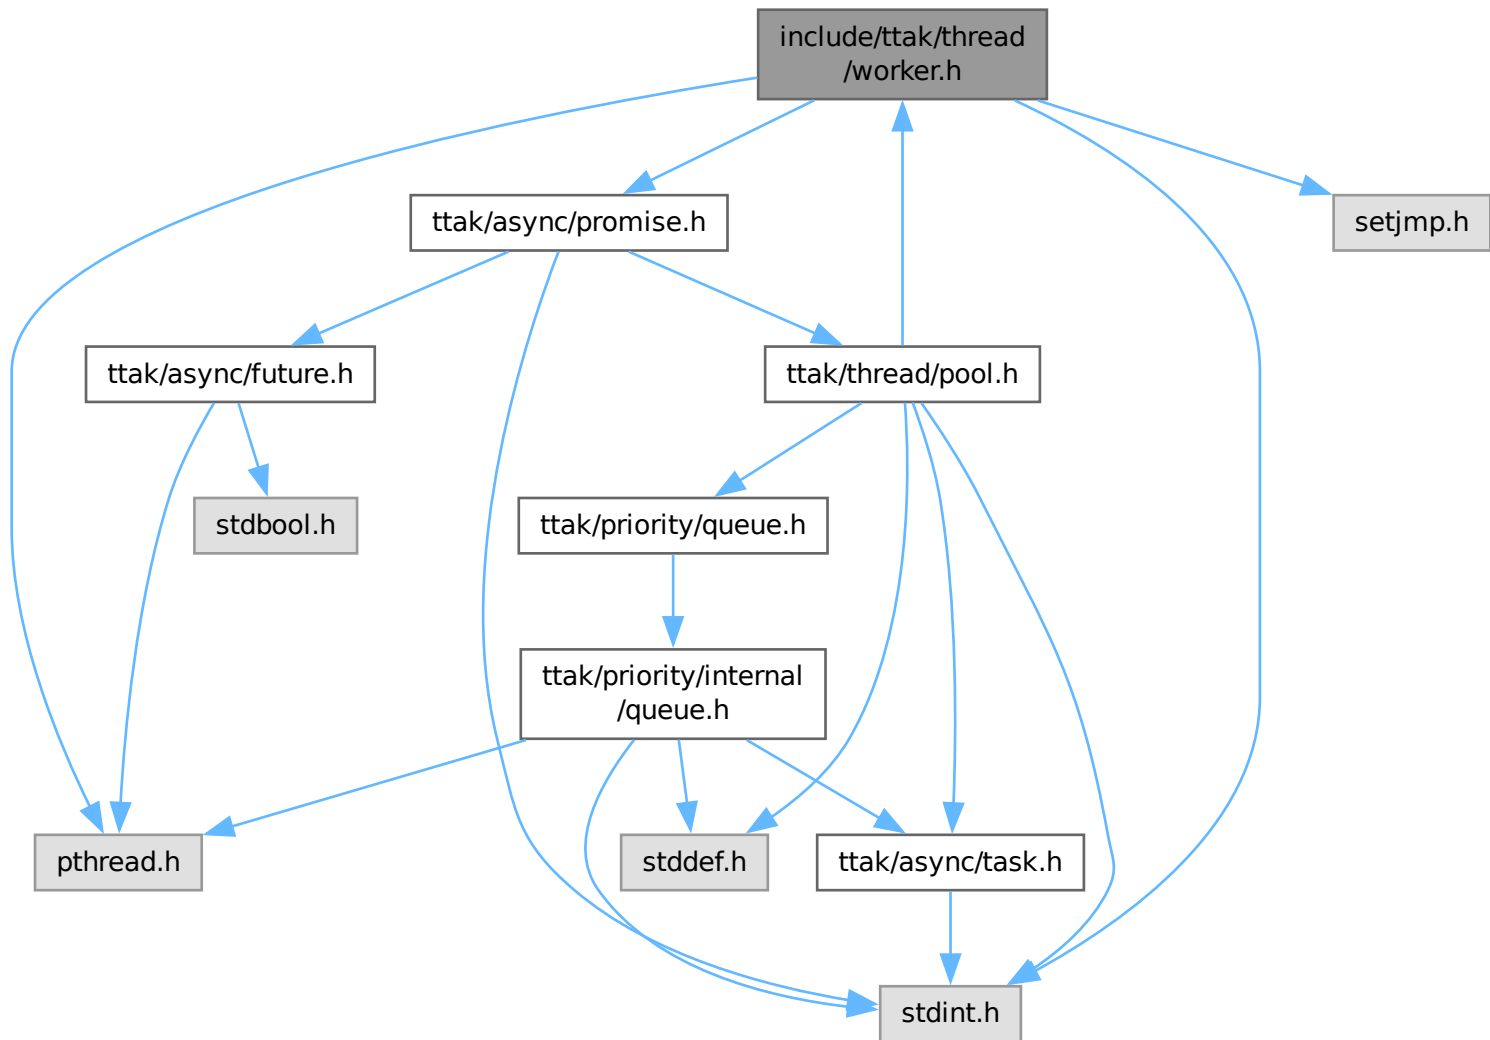 include/ttak/thread
/worker.h
ttak/async/promise.h
setjmp.h
ttak/async/future.h
ttak/thread/pool.h
stdbool.h
ttak/priority/queue.h
ttak/priority/internal
/queue.h
pthread.h
stddef.h
ttak/async/task.h
stdint.h